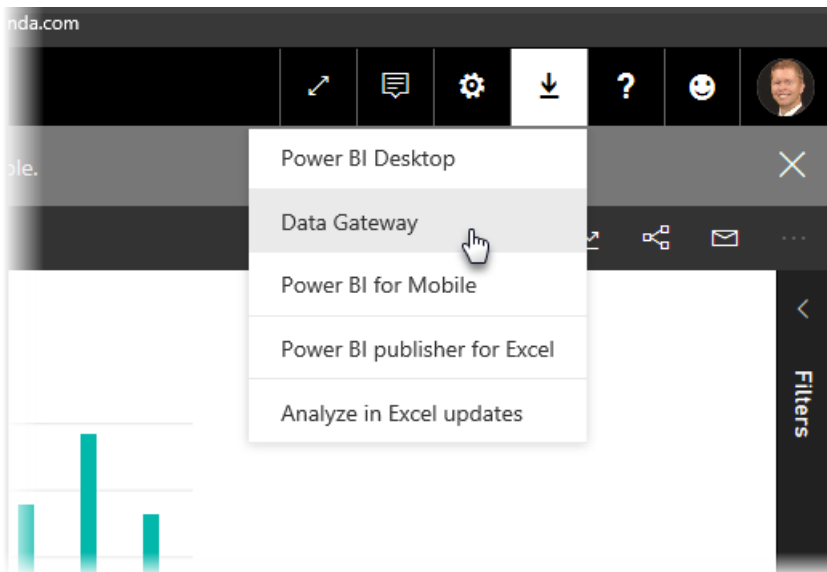 nda.com
ple.
Power BI Desktop
Data Gateway
Power BI for Mobile
Power BI publisher for Excel
Analyze in Excel updates
Filters